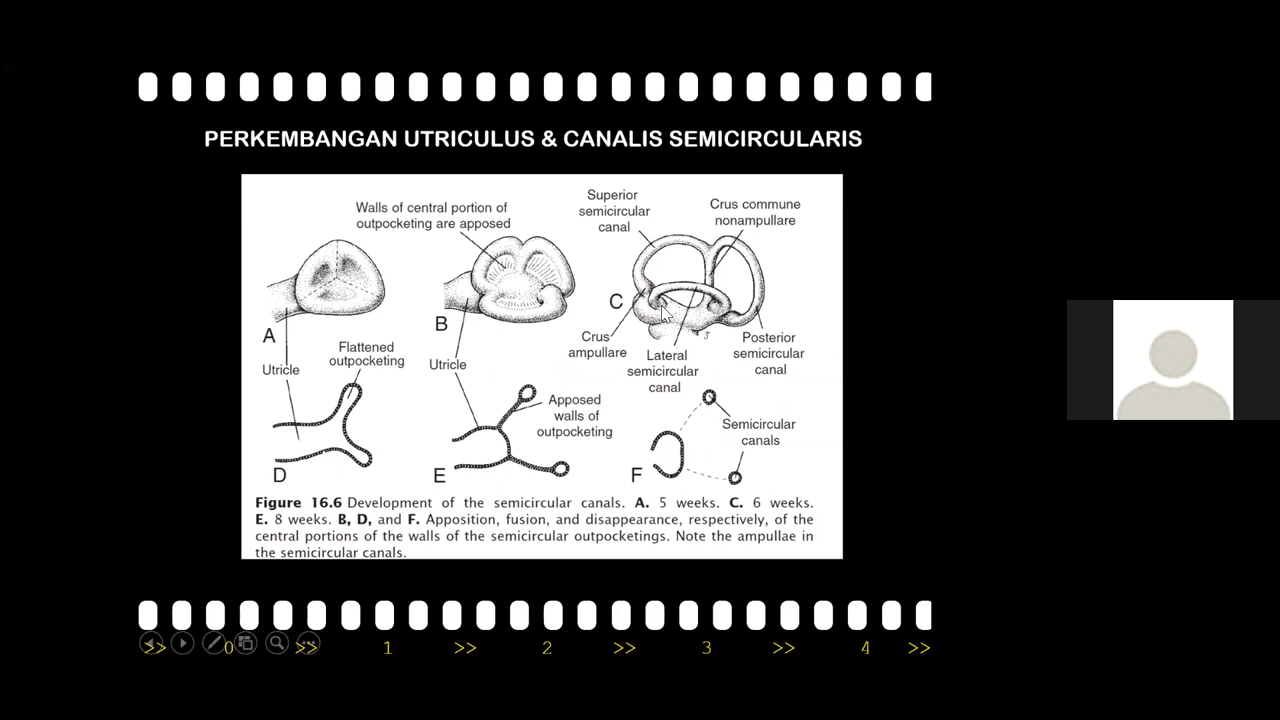 PERKEMBANGAN UTRICULUS & CANALIS SEMICIRCULARIS
Walls of central portion of
outpocketing are apposed
Superior
semicircular
canal
Crus commune
nonampullare
A
B
C
Utricle
Flattened
outpocketing
Utricle
Crus
ampullare
Lateral
semicircular
canal
Posterior
semicircular
canal
Apposed
walls of
outpocketing
Semicircular
canals
D
E
F
Figure 16.6 Development of the semicircular canals. A. 5 weeks. C. 6 weeks.
E. 8 weeks. B, D, and F. Apposition, fusion, and disappearance, respectively, of the
central portions of the walls of the semicircular outpocketings. Note the ampullae in
the semicircular canals.
>> 0 >> 1 >> 2 >> 3 >> 4 >>